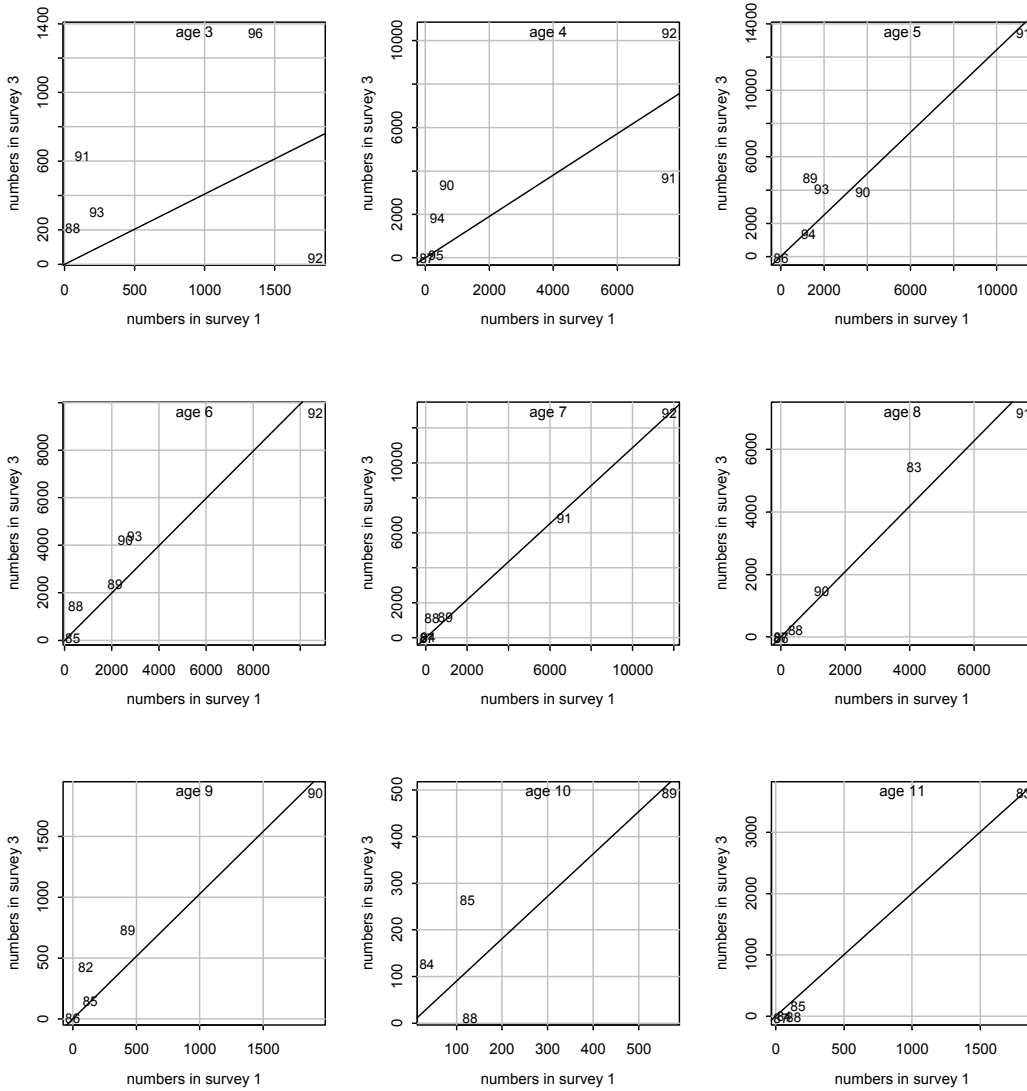 age 3
numbers in survey 3
0 200 600 1000 1400
88 91 93 96 92
0 500 1000 1500
numbers in survey 1
age 4
numbers in survey 3
0 2000 6000 10000
87 95 94 90 92 91
0 2000 4000 6000
numbers in survey 1
age 5
numbers in survey 3
0 2000 6000 10000 14000
86 94 89 93 90 91
0 2000 6000 10000
numbers in survey 1
age 6
numbers in survey 3
0 2000 4000 6000 8000
85 88 89 90 93 92
0 2000 4000 6000 8000
numbers in survey 1
age 7
numbers in survey 3
0 2000 6000 10000
88 89 91 92
0 2000 6000 10000
numbers in survey 1
age 8
numbers in survey 3
0 2000 4000 6000
88 90 83 91
0 2000 4000 6000
numbers in survey 1
age 9
numbers in survey 3
0 500 1000 1500
86 85 82 89 90
0 500 1000 1500
numbers in survey 1
age 10
numbers in survey 3
0 100 200 300 400 500
84 85 88 89
100 200 300 400 500
numbers in survey 1
age 11
numbers in survey 3
0 1000 2000 3000
85 88 83
0 500 1000 1500
numbers in survey 1